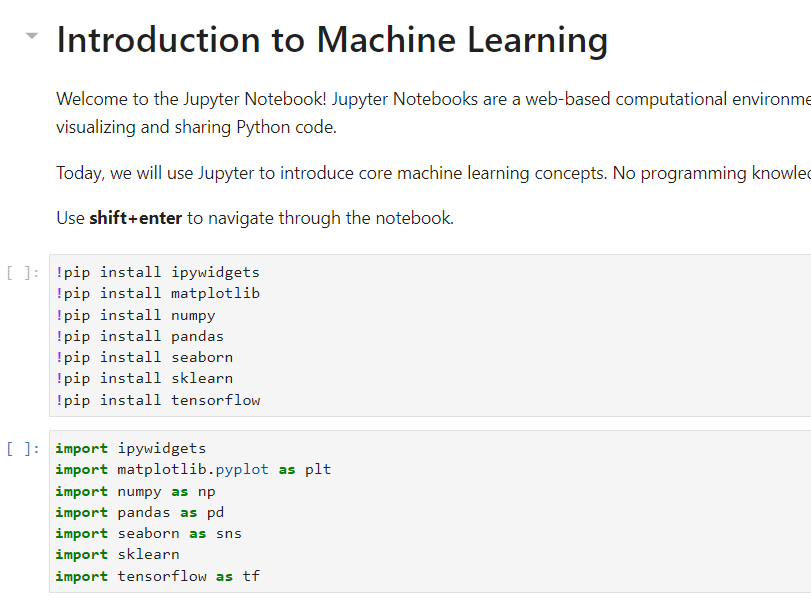 Introduction to Machine Learning
Welcome to the Jupyter Notebook! Jupyter Notebooks are a web-based computational
visualizing and sharing Python code.
Today, we will use Jupyter to introduce core machine learning concepts. No programming
Use shift+enter to navigate through the notebook.
[ ]: !pip install ipywidgets
!pip install matplotlib
!pip install numpy
!pip install pandas
!pip install seaborn
!pip install sklearn
!pip install tensorflow
[ ]: import ipywidgets
import matplotlib.pyplot as plt
import numpy as np
import pandas as pd
import seaborn as sns
import sklearn
import tensorflow as tf